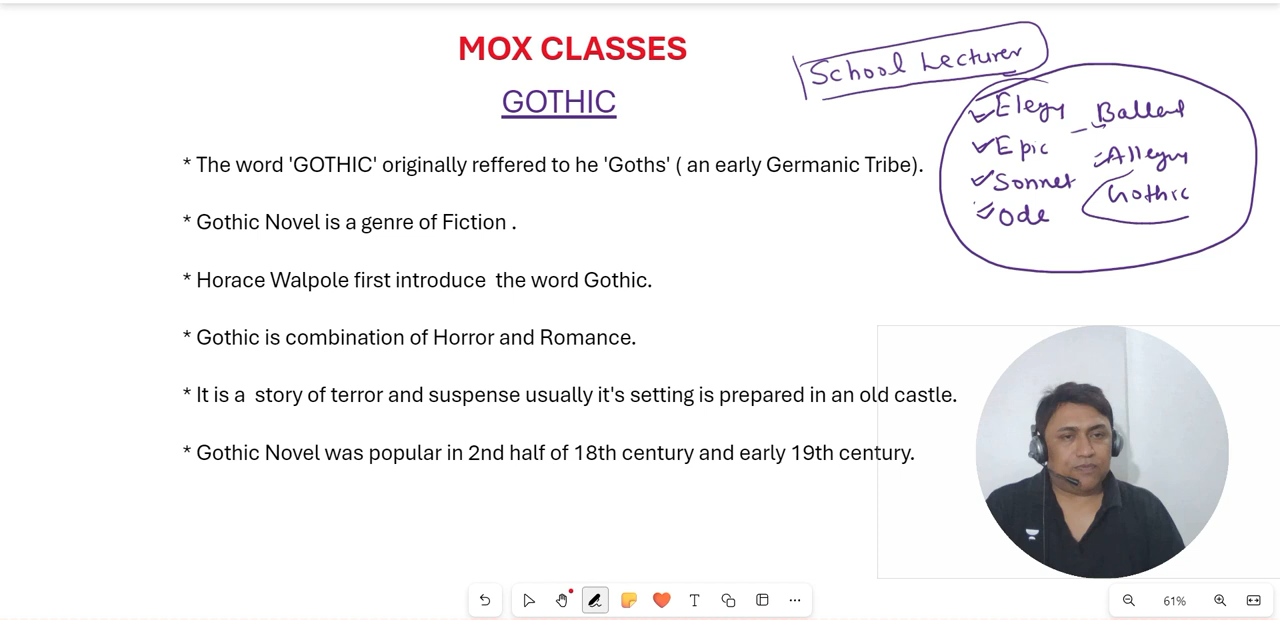 MOX CLASSES
GOTHIC
School Lecturer
Elegy
Ballad
Epic
Allegry
Sonnet
Gothic
Ode
* The word 'GOTHIC' originally reffered to he 'Goths' ( an early Germanic Tribe).
* Gothic Novel is a genre of Fiction .
* Horace Walpole first introduce  the word Gothic.
* Gothic is combination of Horror and Romance.
* It is a  story of terror and suspense usually it's setting is prepared in an old castle.
* Gothic Novel was popular in 2nd half of 18th century and early 19th century.
T
61%